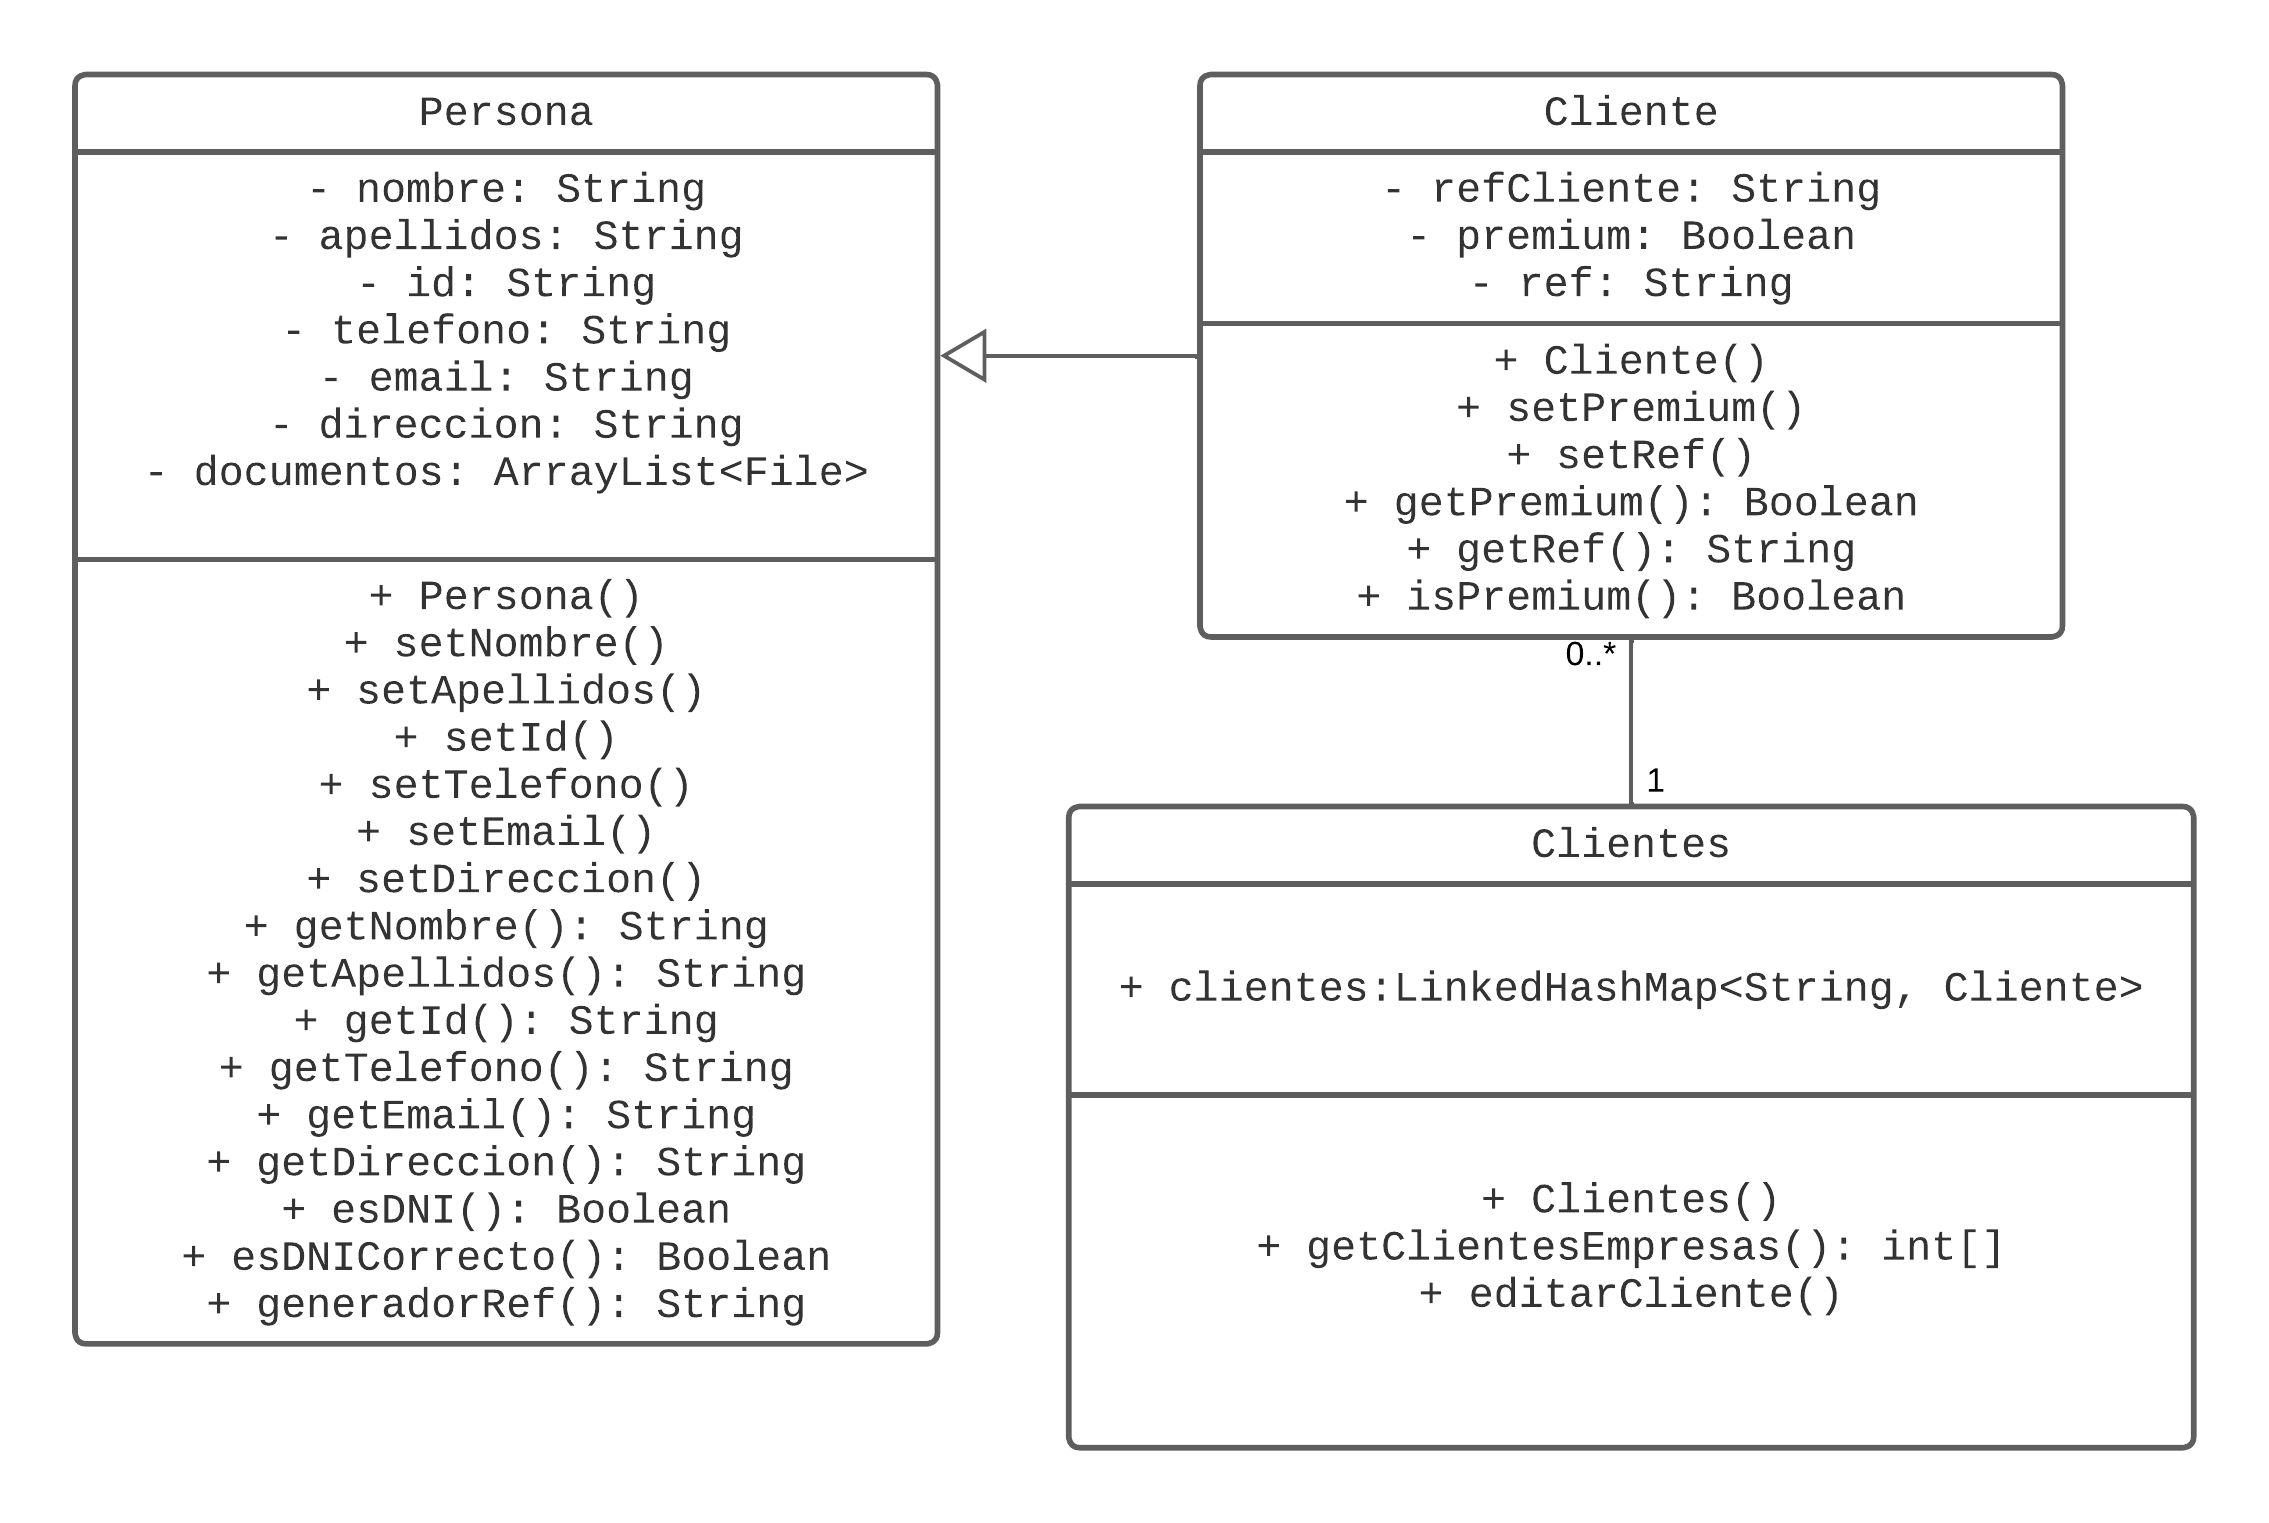 Persona
- nombre: String
- apellidos: String
- id: String
- telefono: String
- email: String
- direccion: String
- documentos: ArrayList<File>
+ Persona()
+ setNombre()
+ setApellidos()
+ setId()
+ setTelefono()
+ setEmail()
+ setDireccion()
+ getNombre(): String
+ getApellidos(): String
+ getId(): String
+ getTelefono(): String
+ getEmail(): String
+ getDireccion(): String
+ esDNI(): Boolean
+ esDNICorrecto(): Boolean
+ generadorRef(): String
Cliente
- refCliente: String
- premium: Boolean
- ref: String
+ Cliente()
+ setPremium()
+ setRef()
+ getPremium(): Boolean
+ getRef(): String
+ isPremium(): Boolean
0..*
1
Clientes
+ clientes:LinkedHashMap<String, Cliente>
+ Clientes()
+ getClientesEmpresas(): int[]
+ editarCliente()